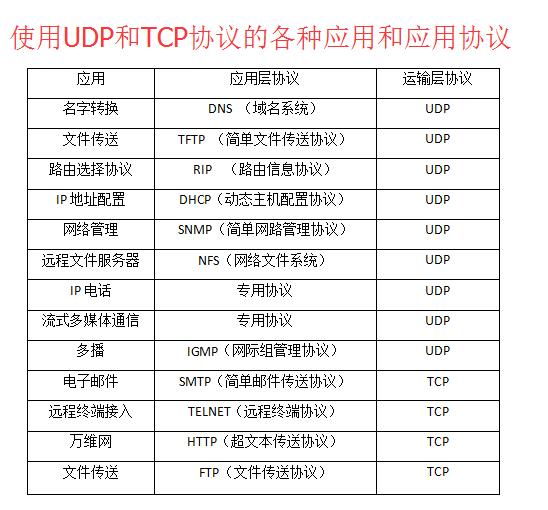 使用UDP和TCP协议的各种应用和应用协议
应用 应用层协议 运输层协议
名字转换 DNS （域名系统） UDP
文件传送 TFTP （简单文件传送协议） UDP
路由选择协议 RIP （路由信息协议） UDP
IP 地址配置 DHCP（动态主机配置协议） UDP
网络管理 SNMP（简单网路管理协议） UDP
远程文件服务器 NFS（网络文件系统） UDP
IP 电话 专用协议 UDP
流式多媒体通信 专用协议 UDP
多播 IGMP（网际组管理协议） UDP
电子邮件 SMTP（简单邮件传送协议） TCP
远程终端接入 TELNET（远程终端协议） TCP
万维网 HTTP（超文本传送协议） TCP
文件传送 FTP（文件传送协议） TCP